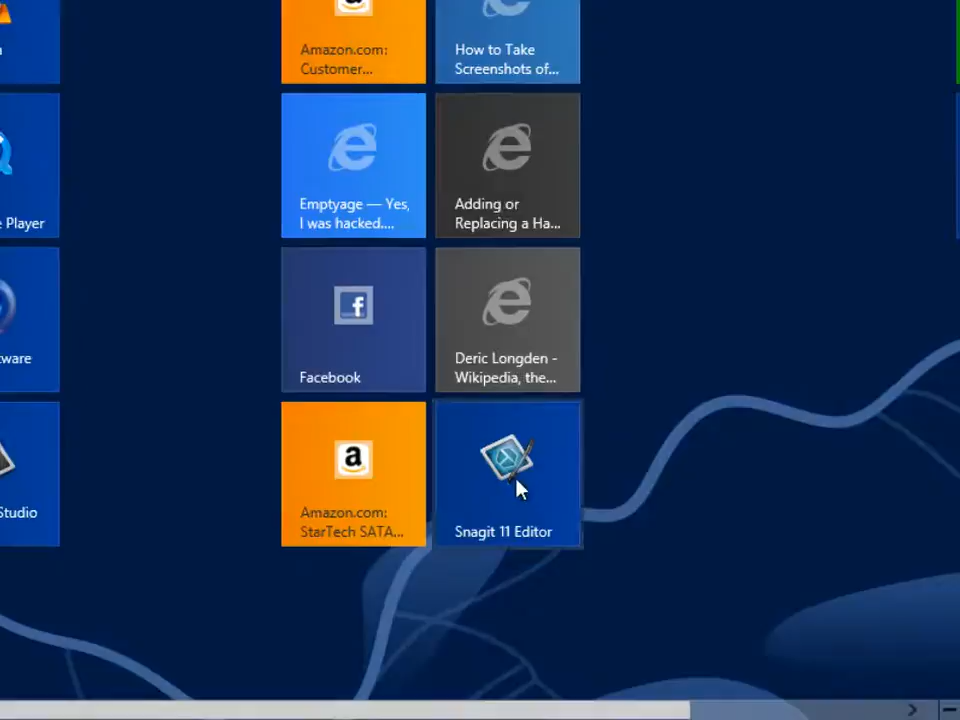 Amazon.com:
Customer...
How to Take
Screenshots of...
Emptyage — Yes,
I was hacked....
Adding or
Replacing a Ha...
Player
Facebook
Deric Longden -
Wikipedia, the...
Amazon.com:
StarTech SATA...
Snagit 11 Editor
Studio